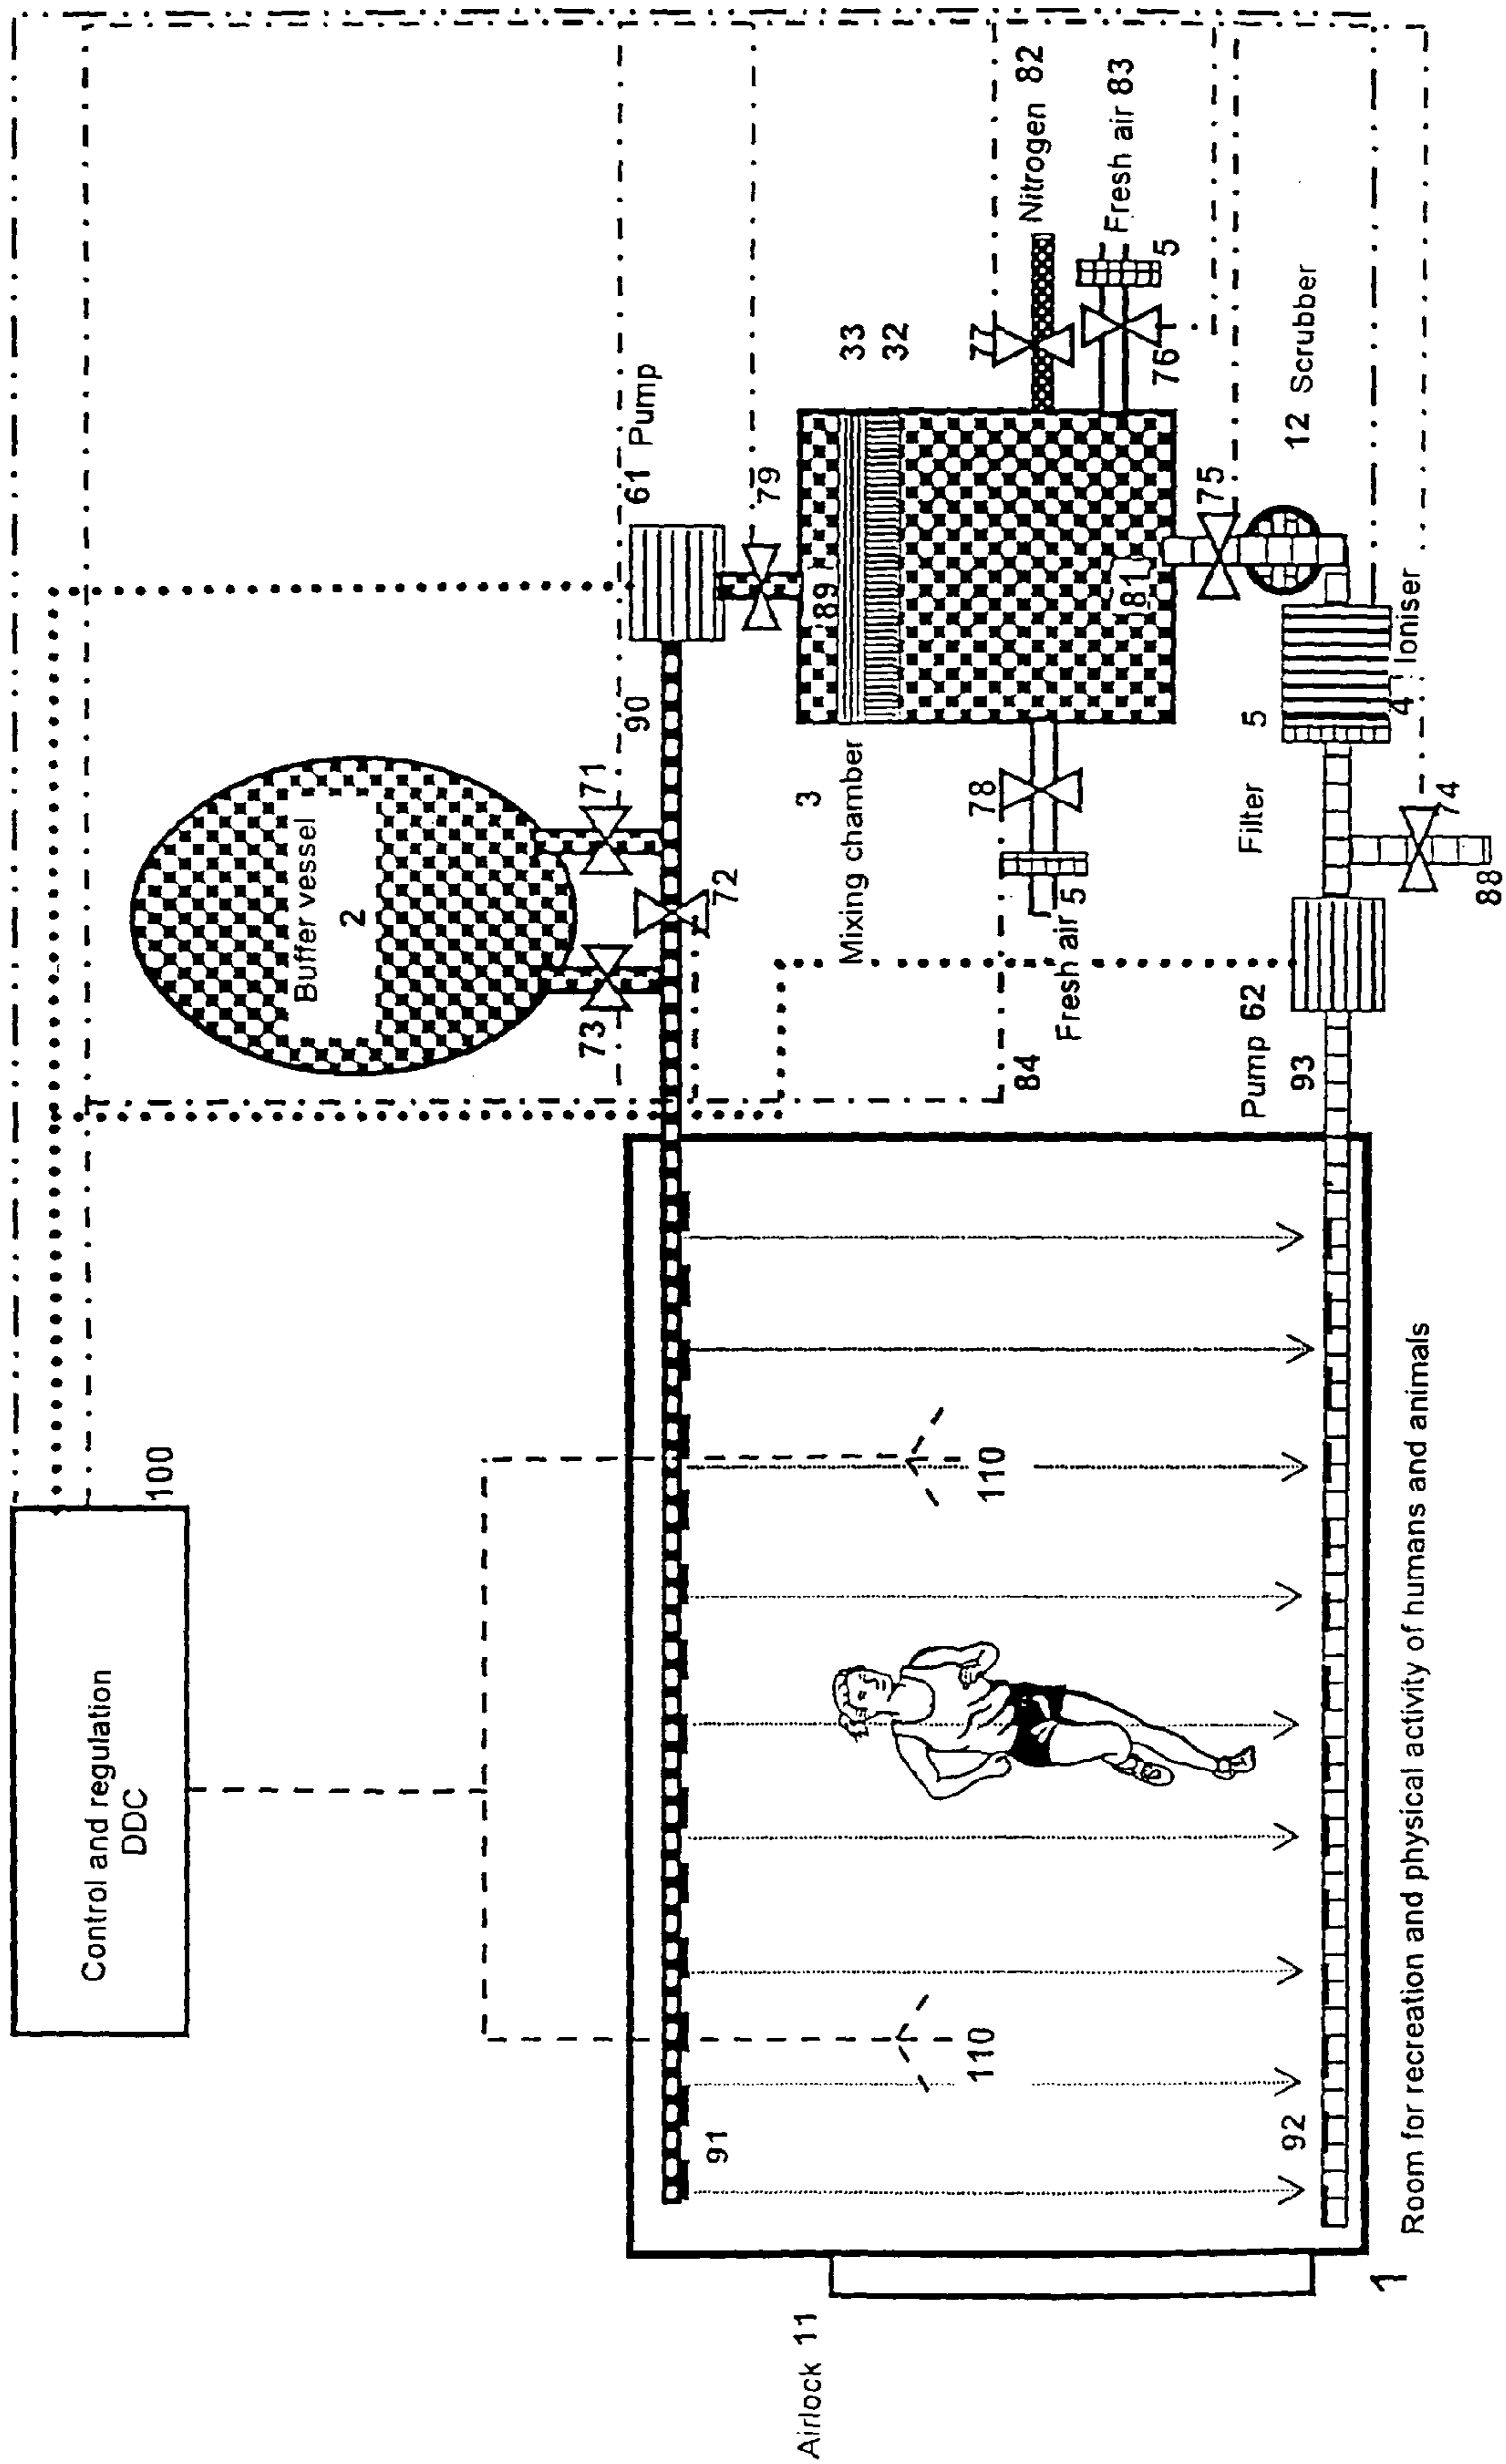 Control and regulation
DDC
100
Buffer vessel
2
73
71
72
90
61 Pump
79
89
33
32
3
Mixing chamber
77
Nitrogen 82
Fresh air 83
5
76
78
5
Fresh air
84
81
75
12 Scrubber
Filter
5
4 Ioniser
74
88
Pump 62
93
91
110
110
92
Airlock 11
1
Room for recreation and physical activity of humans and animals